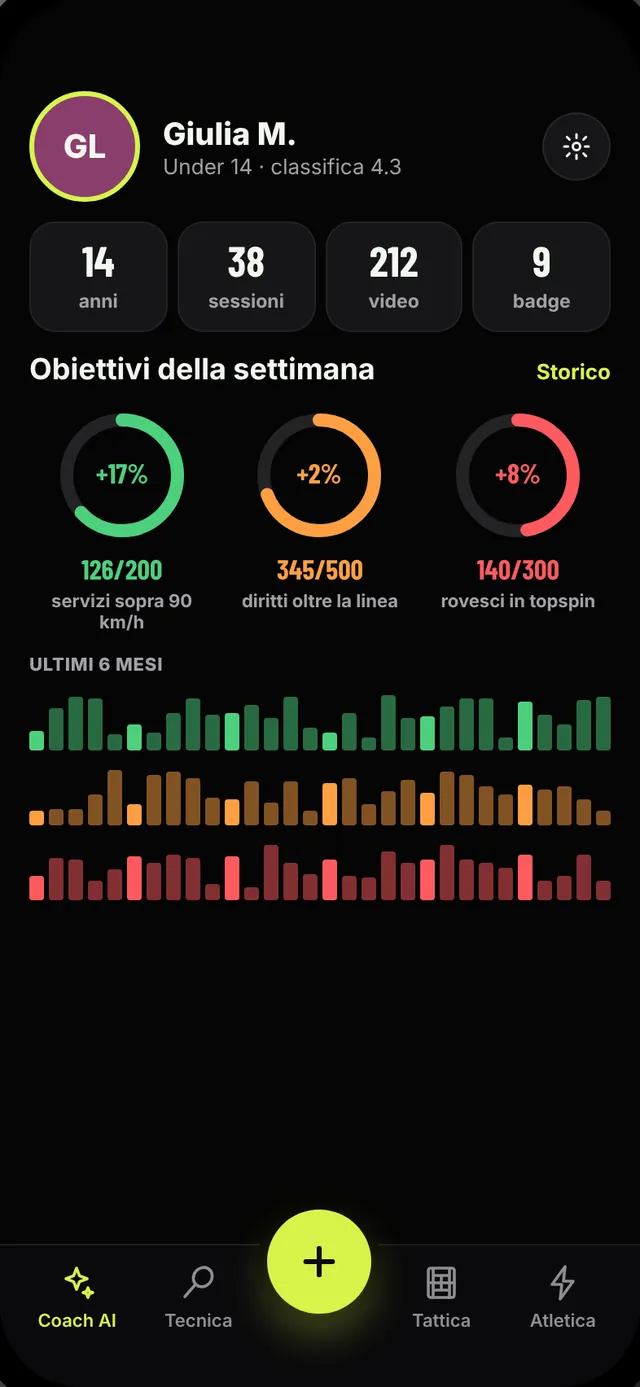 GL
Giulia M.
Under 14 · classifica 4.3
14
anni
38
sessioni
212
video
9
badge
Obiettivi della settimana
Storico
+17%
+2%
+8%
126/200
345/500
140/300
servizi sopra 90
km/h
diritti oltre la linea
rovesci in topspin
ULTIMI 6 MESI
Coach AI
Tecnica
+
Tattica
Atletica